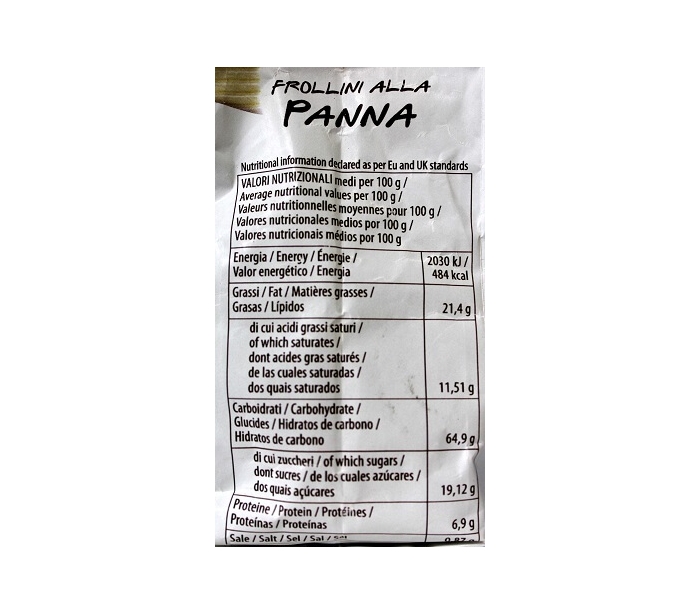 FROLLINI ALLA
PANNA
Nutritional information declared as per Eu and UK standards
VALORI NUTRIZIONALI medi per 100 g /
Average nutritional values per 100 g /
Valeurs nutritionnelles moyennes pour 100 g /
Valores nutricionales medios por 100 g /
Valores nutricionais médios por 100 g
Energia / Energy / Énergie /
Valor energético / Energia
2030 kJ /
484 kcal
Grassi / Fat / Matières grasses /
Grasas / Lípidos
21,4 g
di cui acidi grassi saturi /
of which saturates /
dont acides gras saturés /
de las cuales saturadas /
dos quais saturados
11,51 g
Carboidrati / Carbohydrate /
Glucides / Hidratos de carbono /
Hidratos de carbono
64,9 g
di cui zuccheri / of which sugars /
dont sucres / de los cuales azúcares /
dos quais açúcares
19,12 g
Proteine / Protein / Protéines /
Proteínas / Proteínas
6,9 g
Sale / Salt / Sel / Sal /